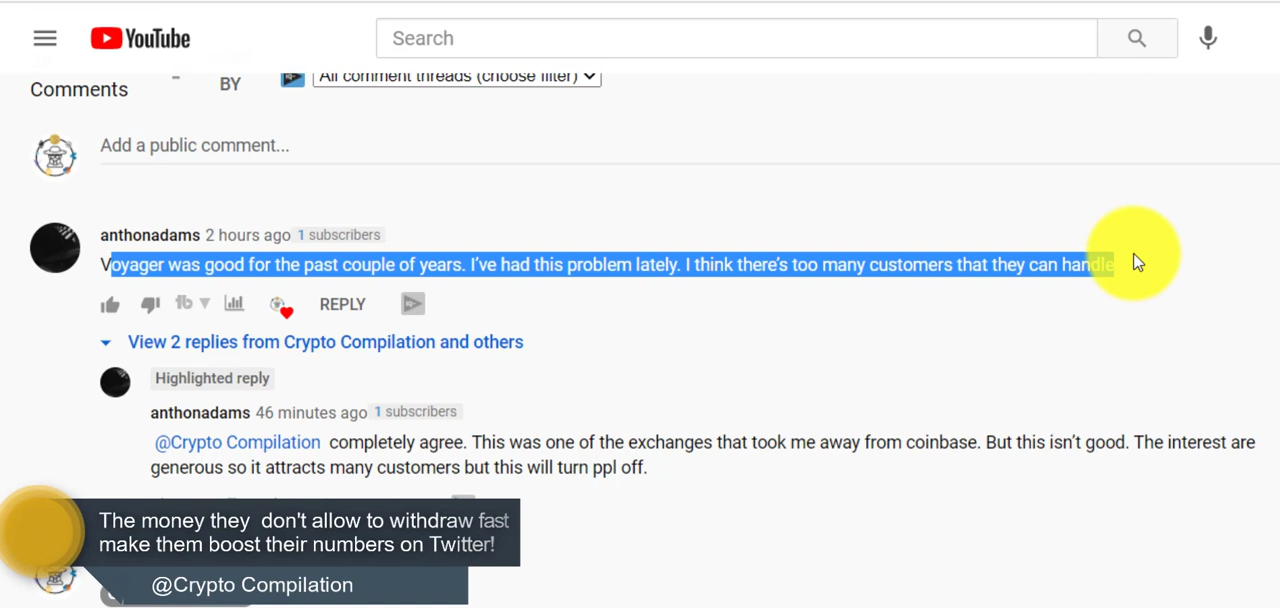 YouTube
Search
Comments
BY
All comment threads (choose filter)
Add a public comment...
anthonadams 2 hours ago 1 subscribers
Voyager was good for the past couple of years. I've had this problem lately. I think there's too many customers that they can handle
REPLY
View 2 replies from Crypto Compilation and others
Highlighted reply
anthonadams 46 minutes ago 1 subscribers
@Crypto Compilation completely agree. This was one of the exchanges that took me away from coinbase. But this isn't good. The interest are
generous so it attracts many customers but this will turn ppl off.
The money they don't allow to withdraw fast
make them boost their numbers on Twitter!
@Crypto Compilation